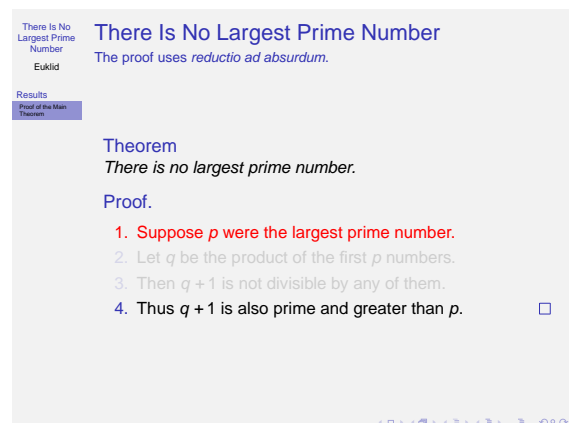 There Is No
Largest Prime
Number
Euklid
Results
Proof of the Main
Theorem
There Is No Largest Prime Number
The proof uses reductio ad absurdum.
Theorem
There is no largest prime number.
Proof.
1. Suppose p were the largest prime number.
2. Let q be the product of the first p numbers.
3. Then q + 1 is not divisible by any of them.
4. Thus q + 1 is also prime and greater than p. □